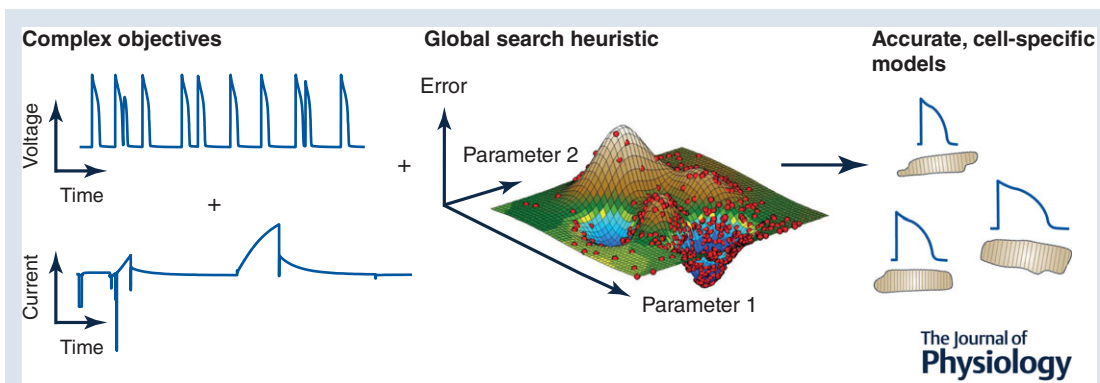 Complex objectives
Voltage
Time
+
Current
Time
+
Global search heuristic
Error
Parameter 2
Parameter 1
Accurate, cell-specific
models
The Journal of
Physiology